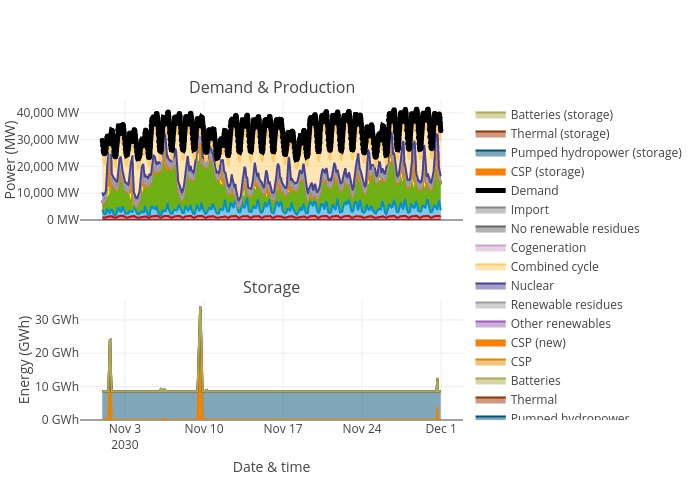 Demand & Production
40,000 MW
30,000 MW
20,000 MW
10,000 MW
0 MW
Power (MW)
Storage
30 GWh
20 GWh
10 GWh
0 GWh
Energy (GWh)
Nov 3
2030
Nov 10
Nov 17
Nov 24
Dec 1
Date & time
Batteries (storage)
Thermal (storage)
Pumped hydropower (storage)
CSP (storage)
Demand
Import
No renewable residues
Cogeneration
Combined cycle
Nuclear
Renewable residues
Other renewables
CSP (new)
CSP
Batteries
Thermal
Pumped hydropower